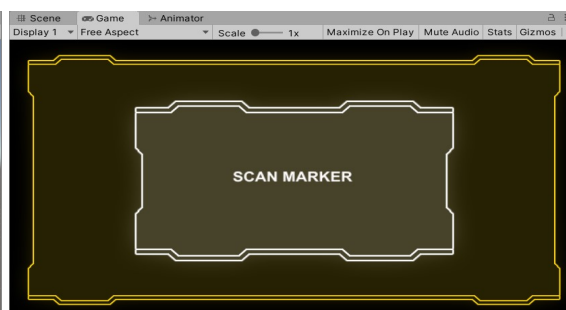 Scene Game Animator
Display 1 Free Aspect Scale 1x Maximize On Play Mute Audio Stats Gizmos
SCAN MARKER